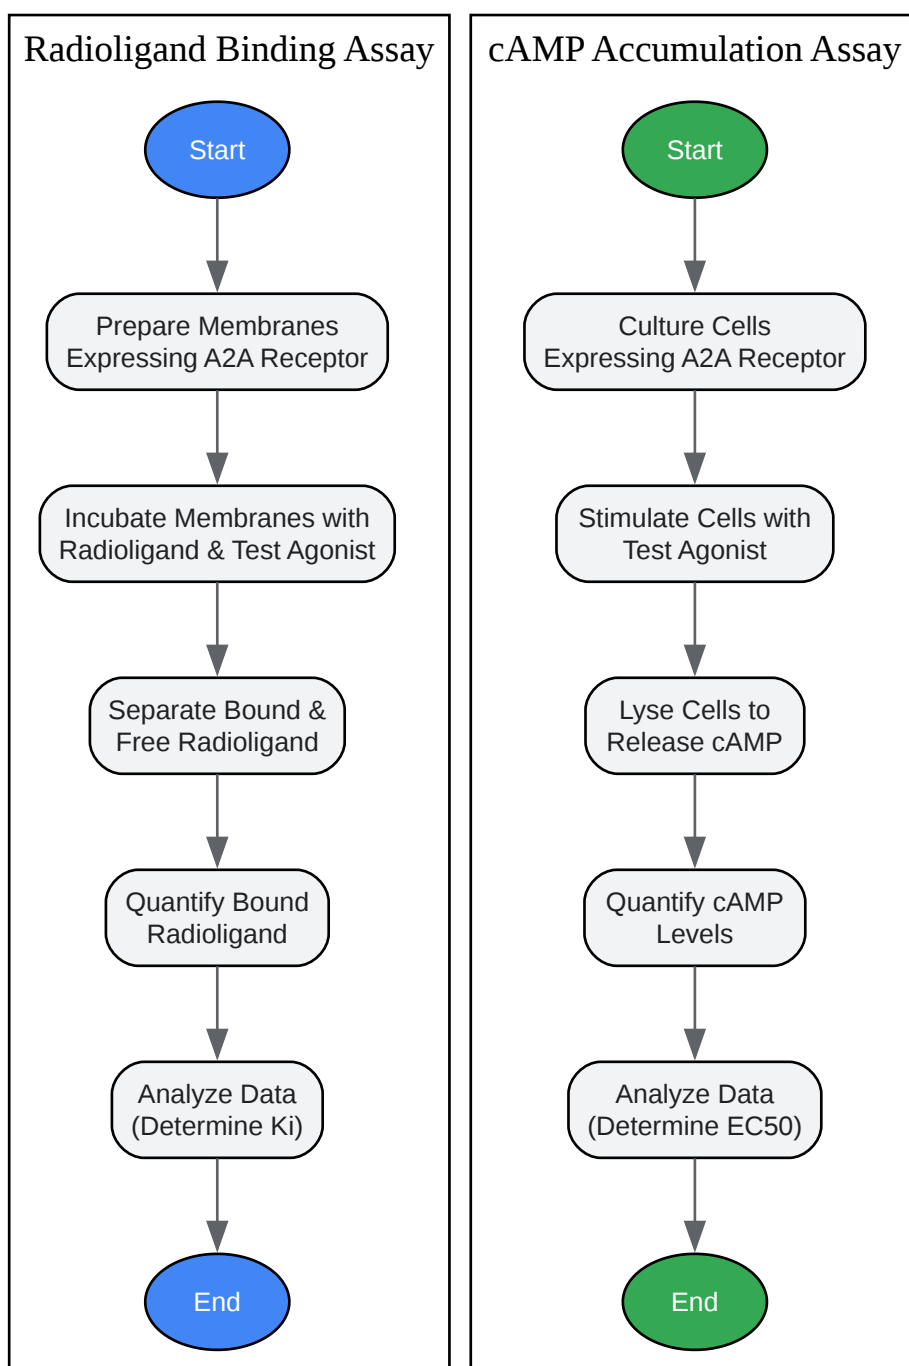 Radioligand Binding Assay
Start
Prepare Membranes
Expressing A2A Receptor
Incubate Membranes with
Radioligand & Test Agonist
Separate Bound &
Free Radioligand
Quantify Bound
Radioligand
Analyze Data
(Determine Ki)
End
cAMP Accumulation Assay
Start
Culture Cells
Expressing A2A Receptor
Stimulate Cells with
Test Agonist
Lyse Cells to
Release cAMP
Quantify cAMP
Levels
Analyze Data
(Determine EC50)
End